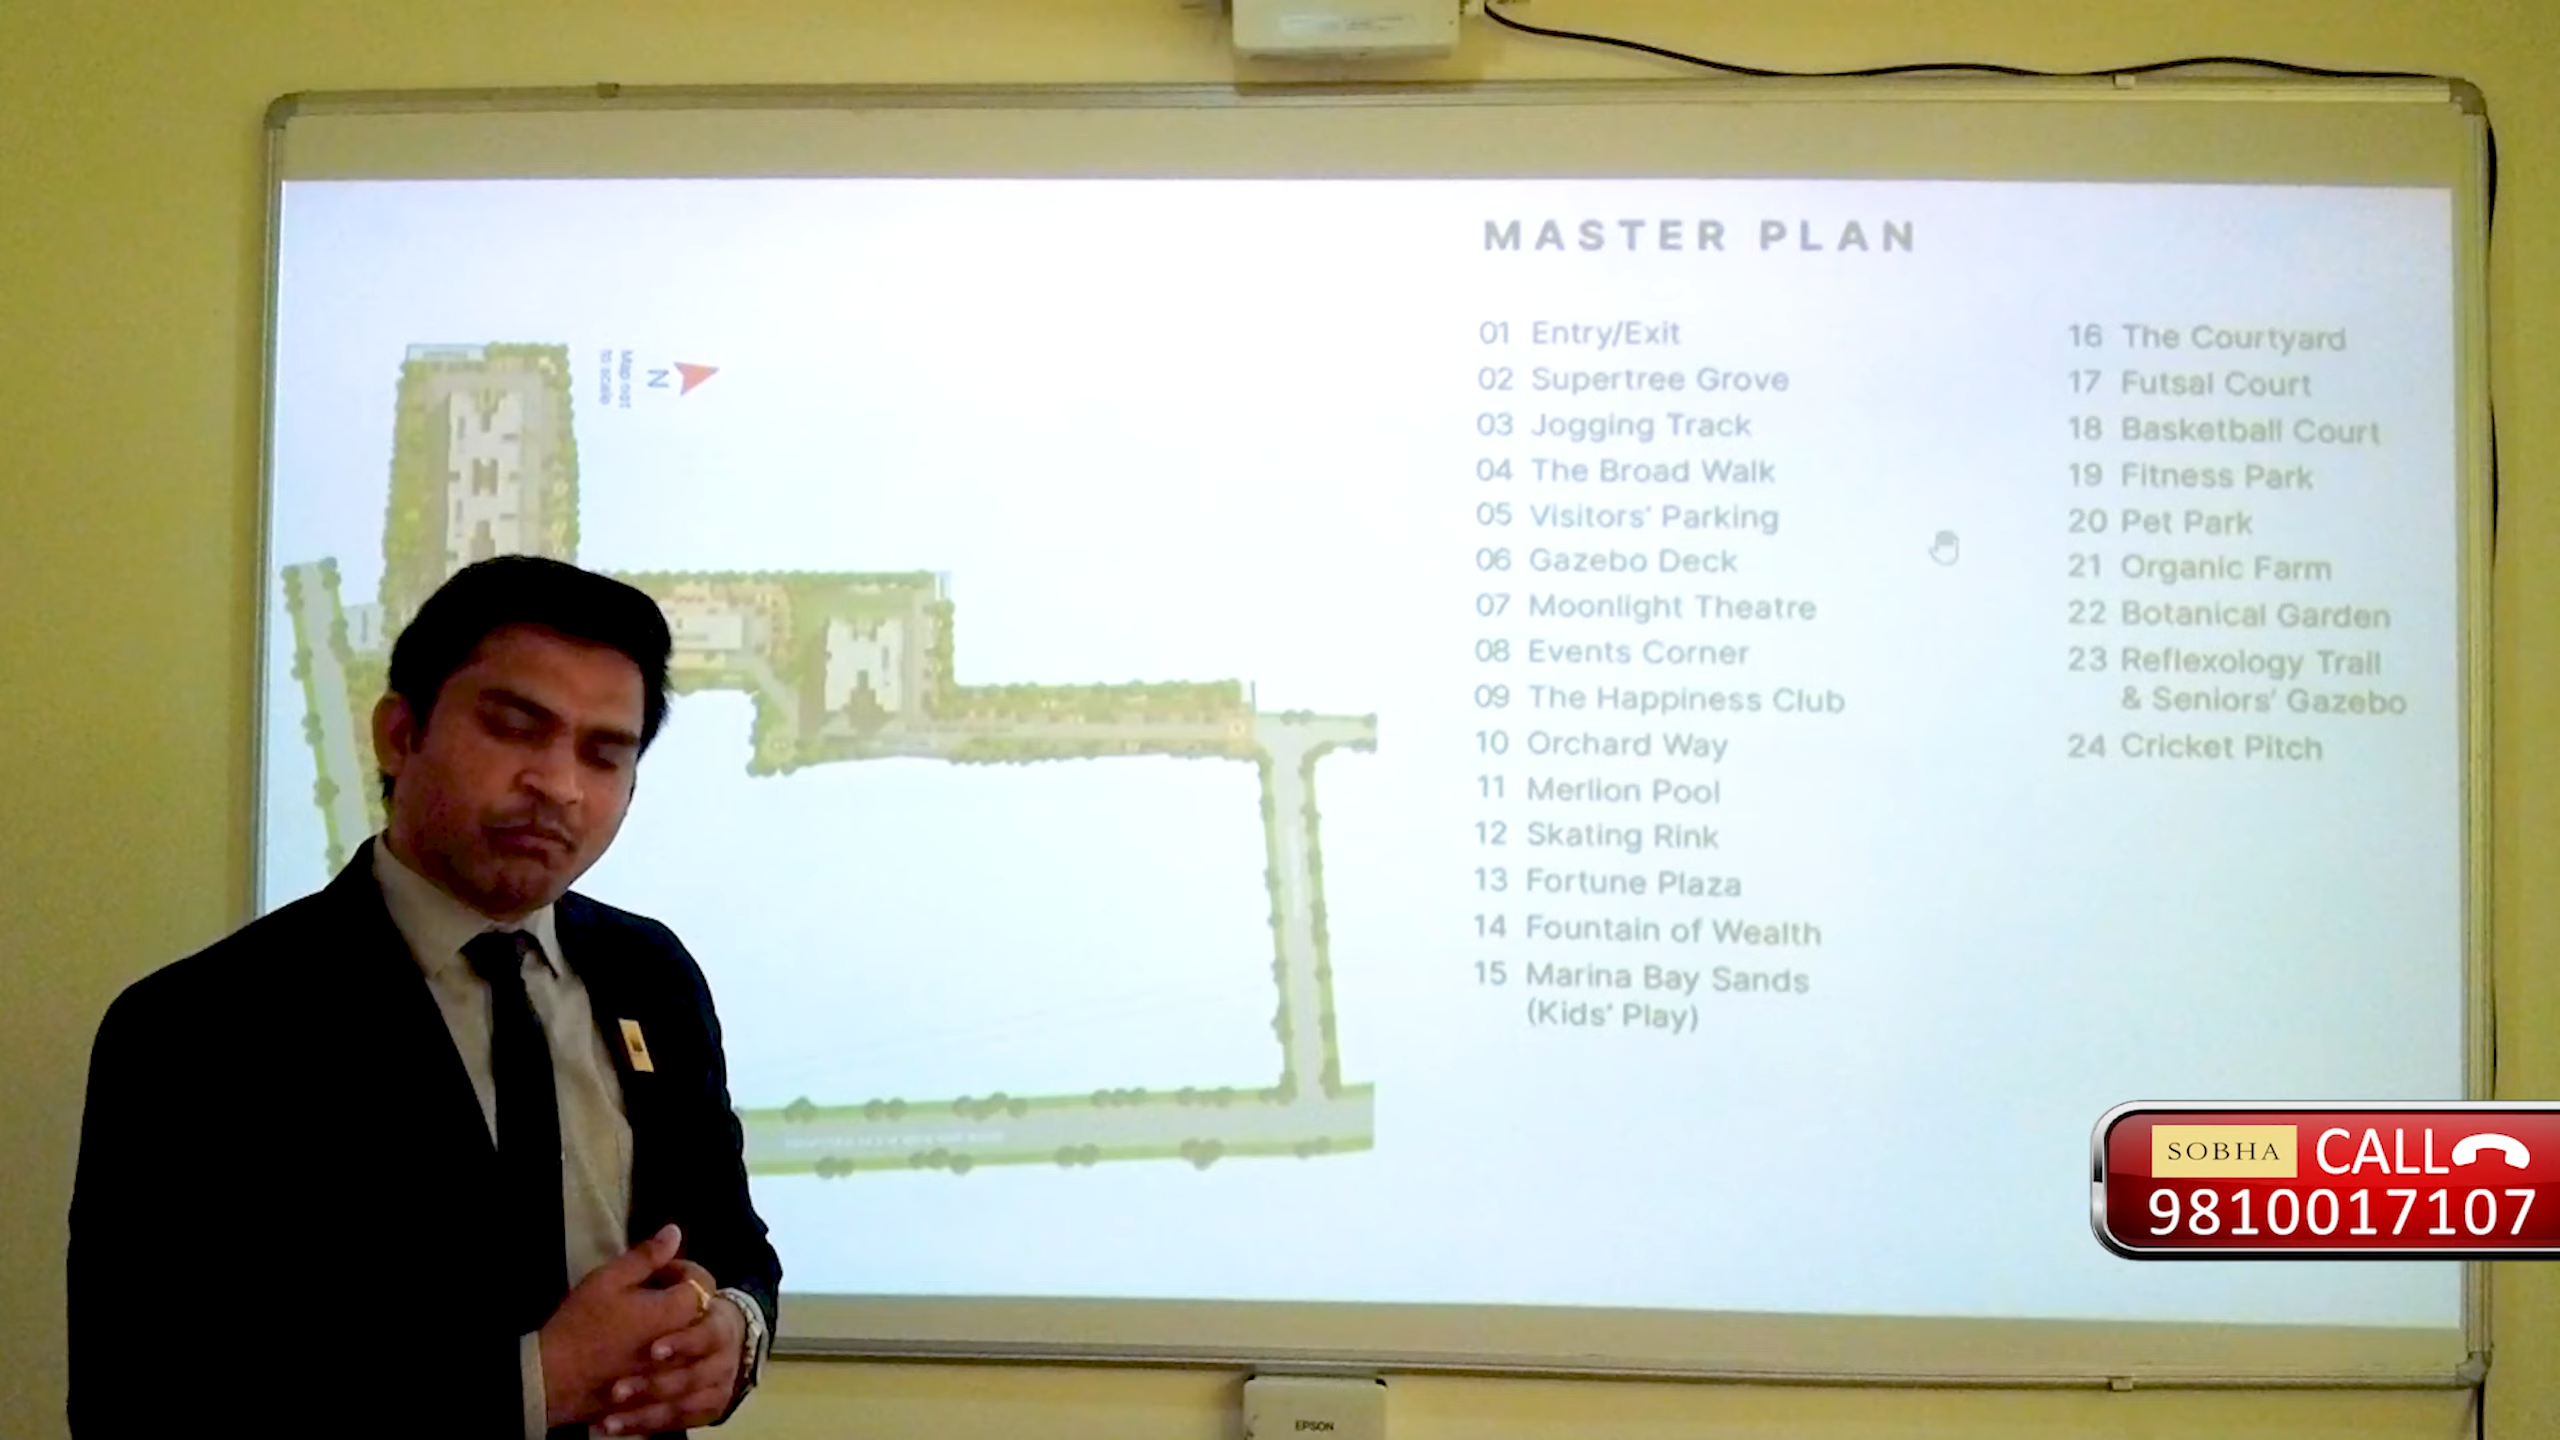 MASTER PLAN
Map not
to scale
N
01 Entry/Exit
02 Supertree Grove
03 Jogging Track
04 The Broad Walk
05 Visitors' Parking
06 Gazebo Deck
07 Moonlight Theatre
08 Events Corner
09 The Happiness Club
10 Orchard Way
11 Merlion Pool
12 Skating Rink
13 Fortune Plaza
14 Fountain of Wealth
15 Marina Bay Sands
(Kids' Play)
16 The Courtyard
17 Futsal Court
18 Basketball Court
19 Fitness Park
20 Pet Park
21 Organic Farm
22 Botanical Garden
23 Reflexology Trail
& Seniors' Gazebo
24 Cricket Pitch
SOBHA CALL
9810017107
EPSON